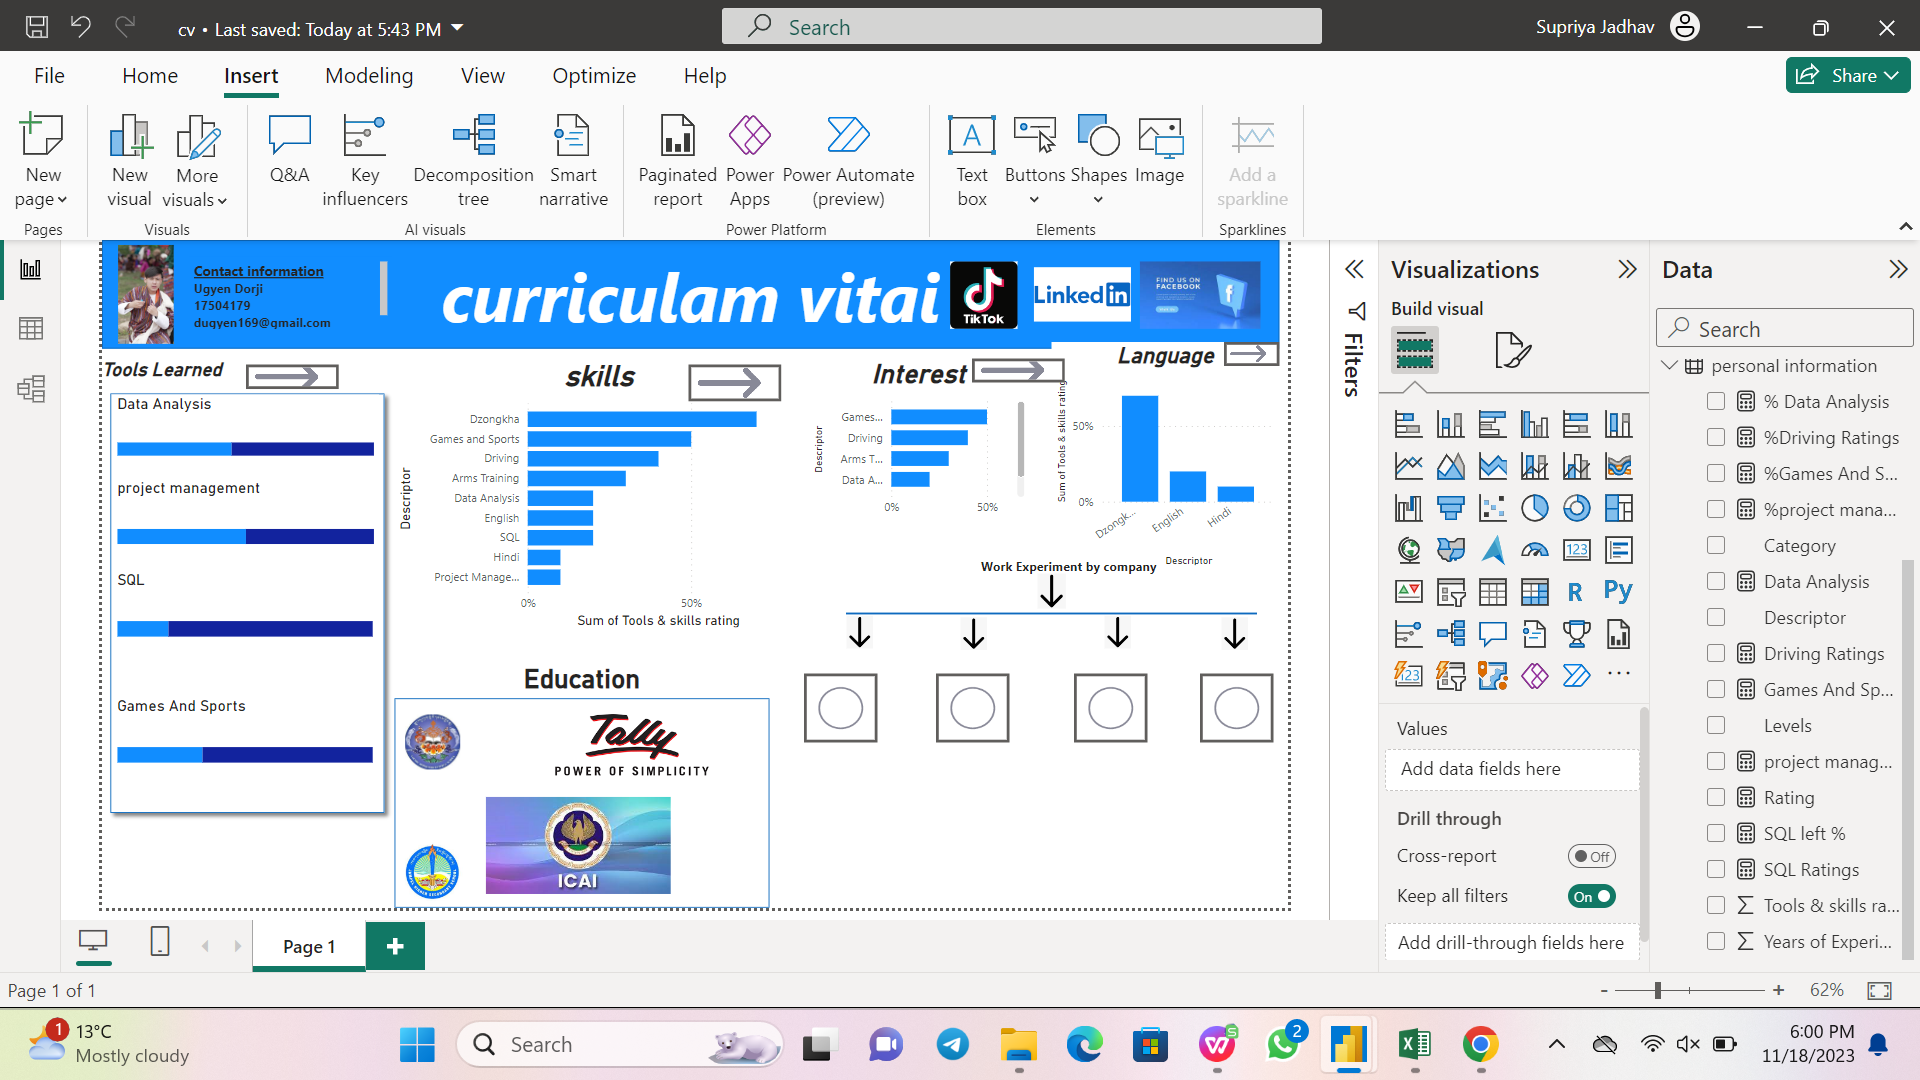 cv • Last saved: Today at 5:43 PM
Search
Supriya Jadhav
File
Home
Insert
Modeling
View
Optimize
Help
Share
New page
New visual
More visuals
Q&A
Key influencers
Decomposition tree
Smart narrative
Paginated report
Power Apps
Power Automate (preview)
Text box
Buttons
Shapes
Image
Add a sparkline
Pages
Visuals
AI visuals
Power Platform
Elements
Sparklines
Contact information
Ugyen Dorji
17504179
dugyen169@gmail.com
curriculam vitai
TikTok
Linked in
FIND US ON
FACEBOOK
Tools Learned
Data Analysis
project management
SQL
Games And Sports
skills
Descriptor
Dzongkha
Games and Sports
Driving
Arms Training
Data Analysis
English
SQL
Hindi
Project Manage...
0%
50%
Sum of Tools & skills rating
Interest
Descriptor
Games...
Driving
Arms T...
Data A...
0%
50%
Language
Sum of Tools & skills rating
50%
0%
Dzongk...
English
Hindi
Descriptor
Work Experiment by company
Education
Tally
POWER OF SIMPLICITY
ICAI
Filters
Visualizations
Build visual
123
R
Py
123
Values
Add data fields here
Drill through
Cross-report
Off
Keep all filters
On
Add drill-through fields here
Data
Search
personal information
% Data Analysis
%Driving Ratings
%Games And S...
%project mana...
Category
Data Analysis
Descriptor
Driving Ratings
Games And Sp...
Levels
project manag...
Rating
SQL left %
SQL Ratings
Tools & skills ra...
Years of Experi...
Page 1
Page 1 of 1
62%
1
13°C
Mostly cloudy
Search
2
6:00 PM
11/18/2023